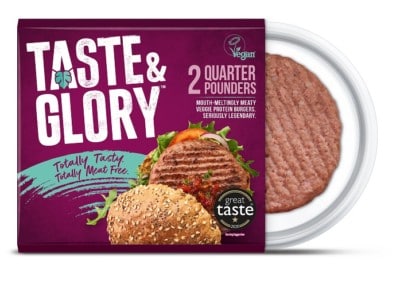 TASTE &
GLORY™
Totally Tasty.
Totally Meat Free.
Vegan
2 QUARTER
POUNDERS
MOUTH-MELTINGLY MEATY
VEGGIE PROTEIN BURGERS.
SERIOUSLY LEGENDARY.
great
taste